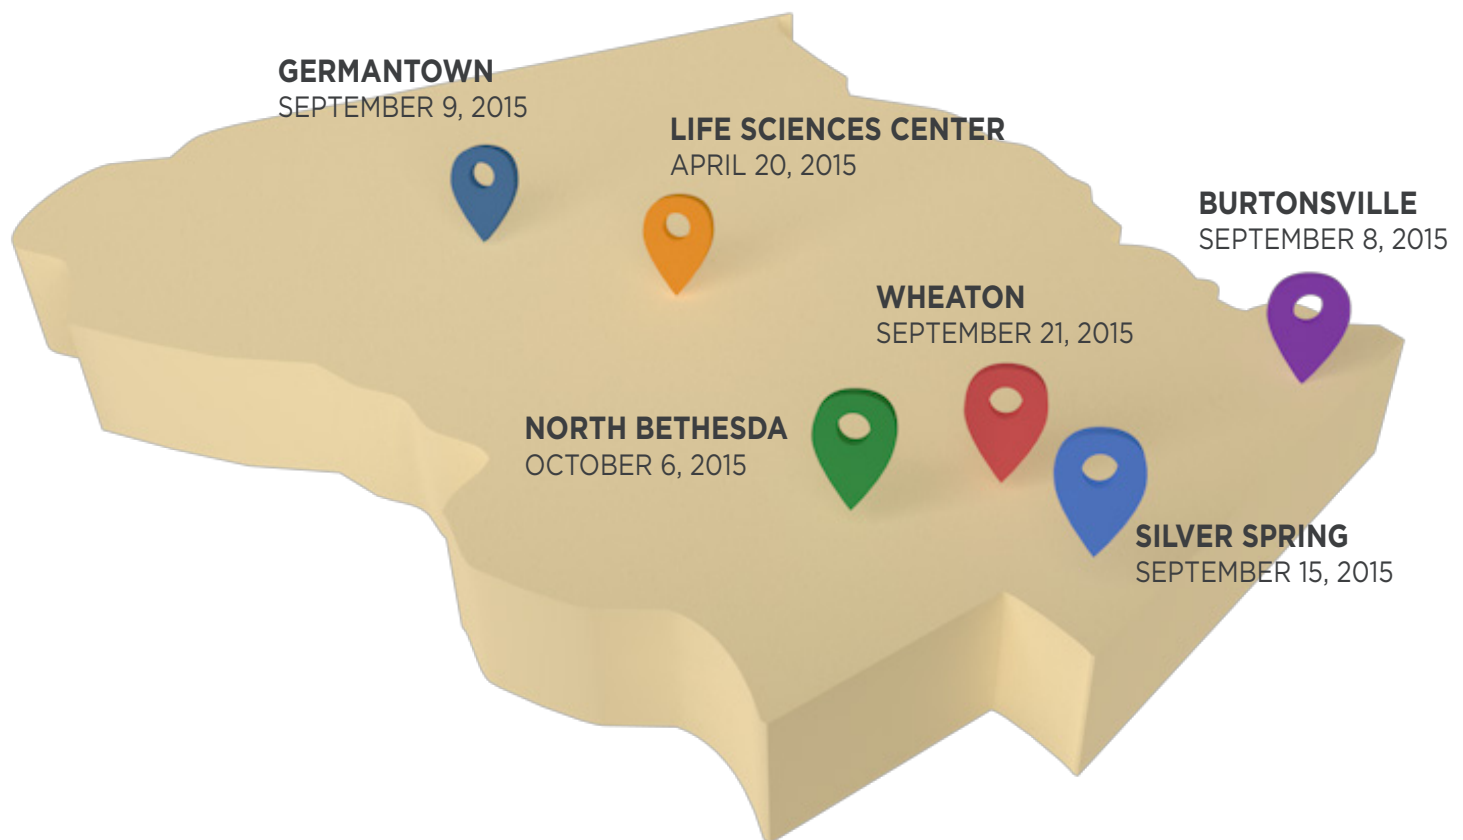 GERMANTOWN
SEPTEMBER 9, 2015
LIFE SCIENCES CENTER
APRIL 20, 2015
BURTONSVILLE
SEPTEMBER 8, 2015
WHEATON
SEPTEMBER 21, 2015
NORTH BETHESDA
OCTOBER 6, 2015
SILVER SPRING
SEPTEMBER 15, 2015